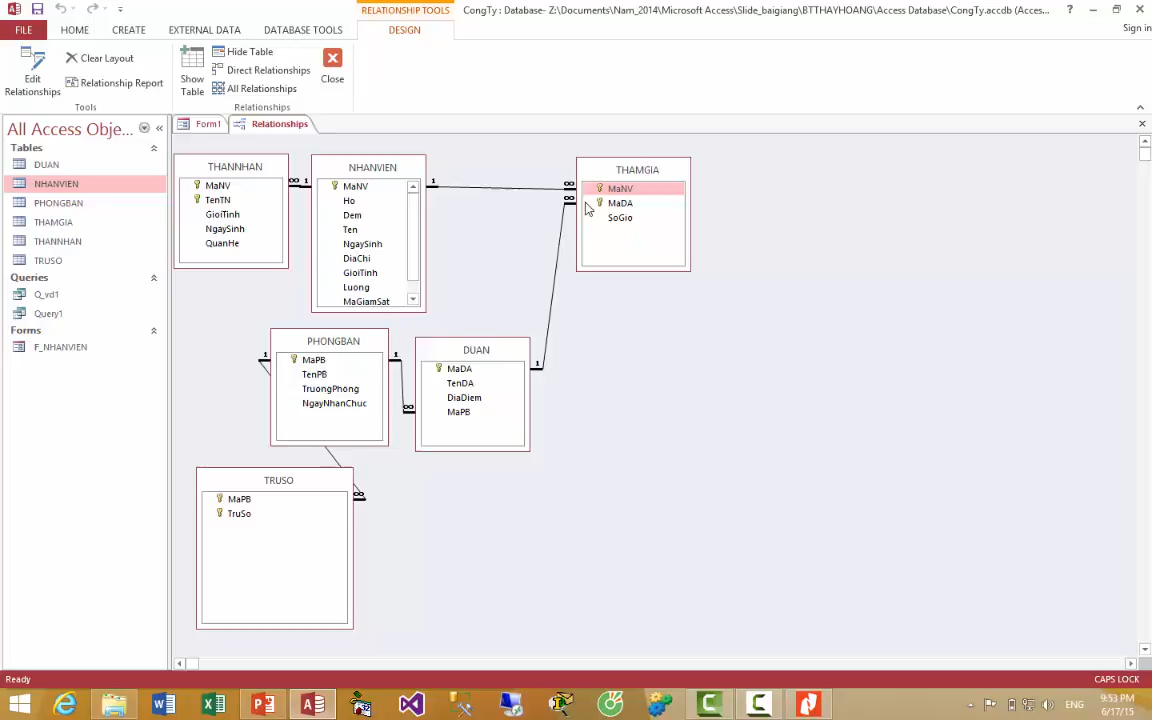 RELATIONSHIP TOOLS
CongTy : Database- Z:\Documents\Nam_2014\Microsoft Access\Slide_baigiang\BTTHAYHOANG\Access Database\CongTy.accdb (Acces...
?
FILE
HOME
CREATE
EXTERNAL DATA
DATABASE TOOLS
DESIGN
Sign in
Edit
Relationships
Clear Layout
Relationship Report
Tools
Show
Table
Hide Table
Direct Relationships
All Relationships
Close
Relationships
All Access Obje...
«
Form1
Relationships
Tables
DUAN
NHANVIEN
PHONGBAN
THAMGIA
THANNHAN
TRUSO
Queries
Q_vd1
Query1
Forms
F_NHANVIEN
THANNHAN
MaNV
TenTN
GioiTinh
NgaySinh
QuanHe
∞
1
NHANVIEN
MaNV
Ho
Dem
Ten
NgaySinh
DiaChi
GioiTinh
Luong
MaGiamSat
1
∞
∞
THAMGIA
MaNV
MaDA
SoGio
1
PHONGBAN
MaPB
TenPB
TruongPhong
NgayNhanChuc
1
∞
DUAN
MaDA
TenDA
DiaDiem
MaPB
1
TRUSO
MaPB
TruSo
∞
Ready
CAPS LOCK
ENG
9:53 PM
6/17/15